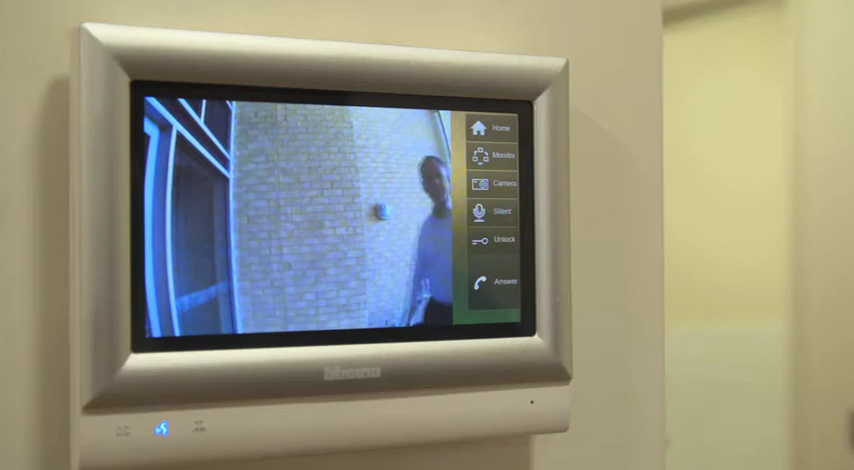 Home
Monitor
Camera
Silent
Unlock
Answer
bticino